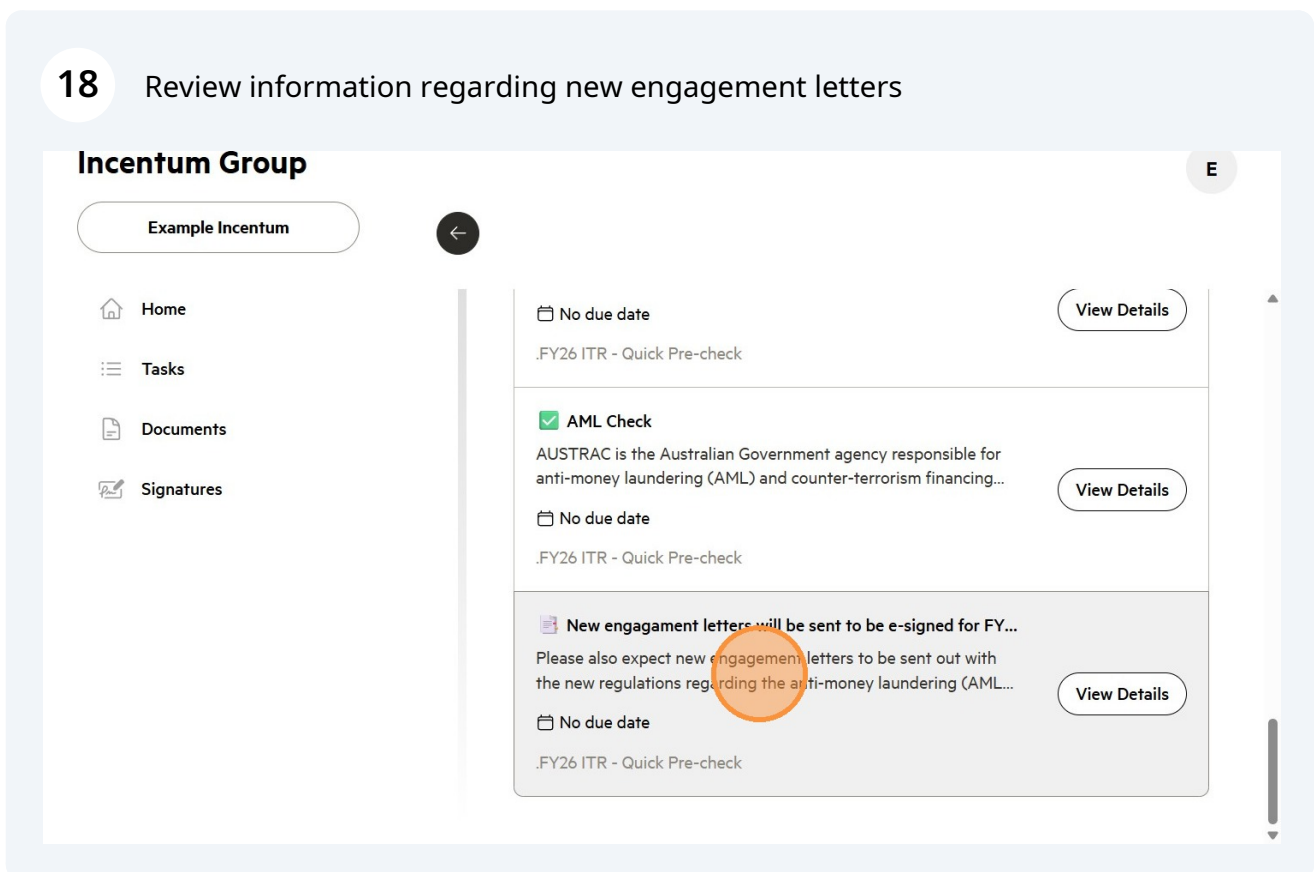 18 Review information regarding new engagement letters
Incentum Group
E
Example Incentum
Home
Tasks
Documents
Signatures
No due date
View Details
.FY26 ITR - Quick Pre-check
AML Check
AUSTRAC is the Australian Government agency responsible for
anti-money laundering (AML) and counter-terrorism financing...
View Details
No due date
.FY26 ITR - Quick Pre-check
New engagament letters will be sent to be e-signed for FY...
Please also expect new engagement letters to be sent out with
the new regulations regarding the anti-money laundering (AML...
View Details
No due date
.FY26 ITR - Quick Pre-check